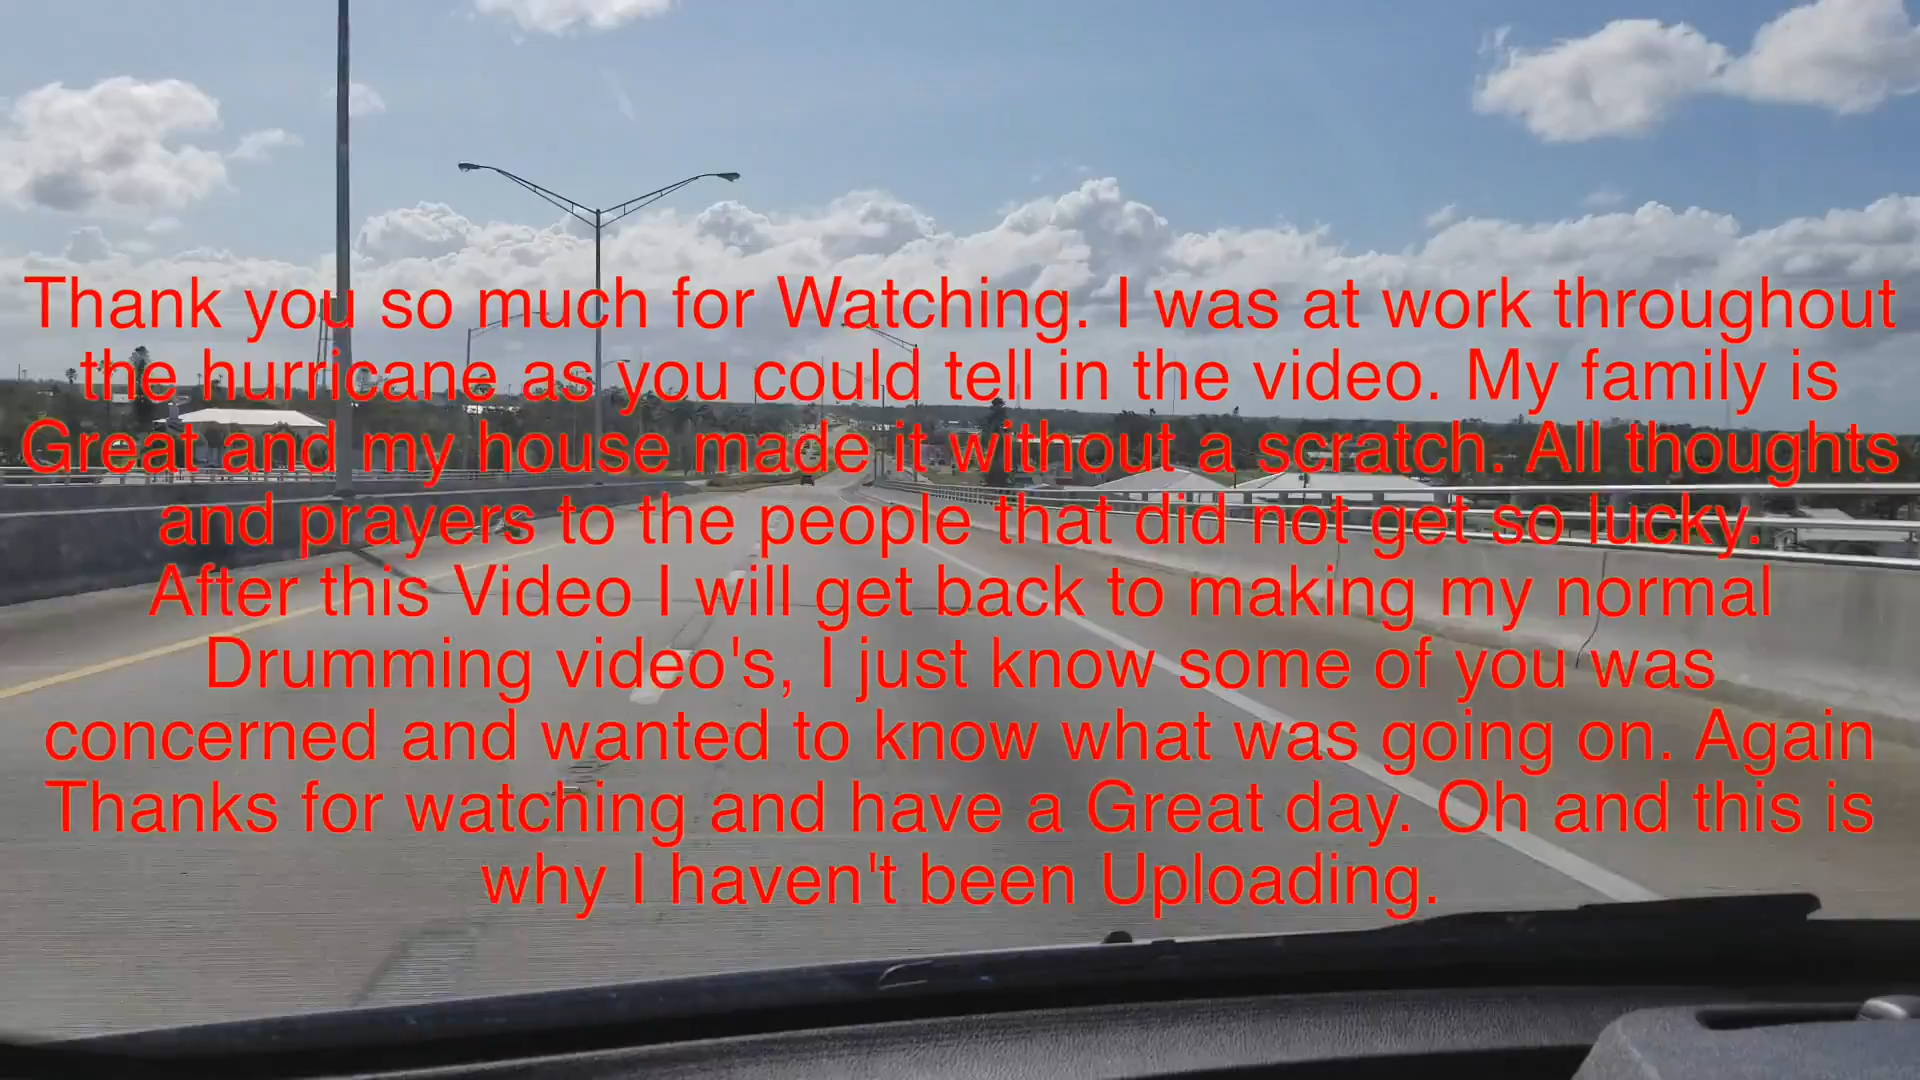 Thank you so much for Watching. I was at work throughout
the hurricane as you could tell in the video. My family is
Great and my house made it without a scratch. All thoughts
and prayers to the people that did not get so lucky.
After this Video I will get back to making my normal
Drumming video's, I just know some of you was
concerned and wanted to know what was going on. Again
Thanks for watching and have a Great day. Oh and this is
why I haven't been Uploading.